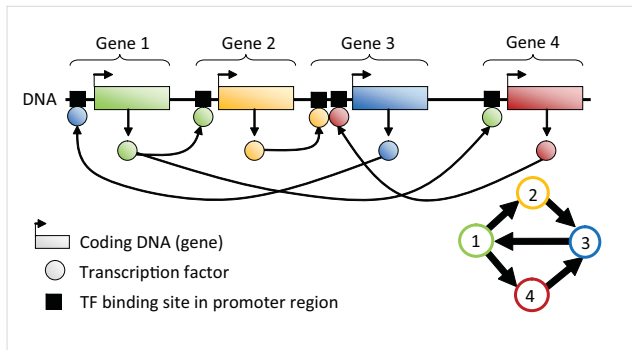 Gene 1 Gene 2 Gene 3 Gene 4
DNA
2
1 3
4
Coding DNA (gene)
Transcription factor
TF binding site in promoter region